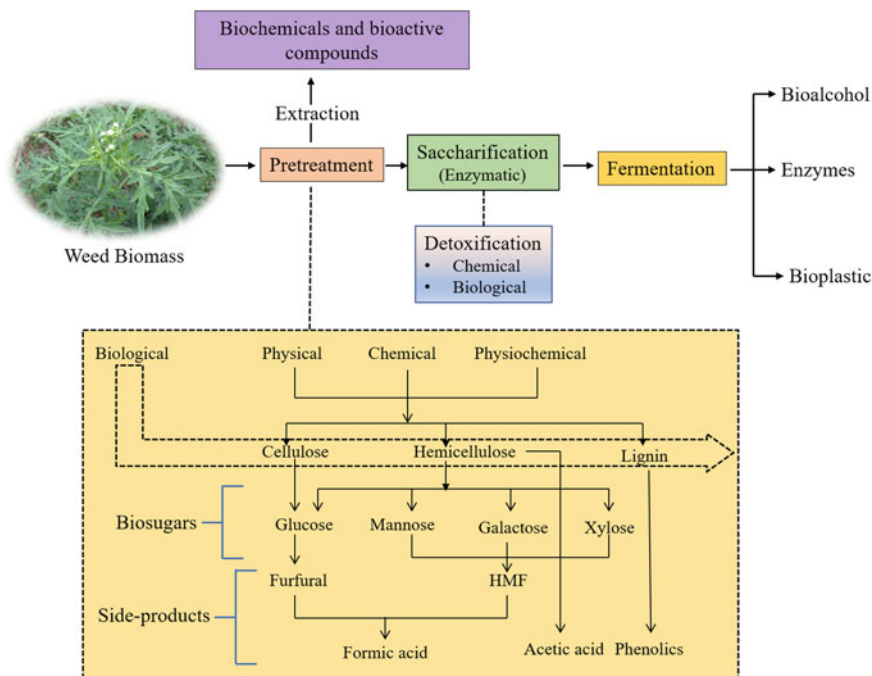 Biochemicals and bioactive
compounds
Extraction
Bioalcohol
Pretreatment
Saccharification
(Enzymatic)
Fermentation
Enzymes
Weed Biomass
Detoxification
• Chemical
• Biological
Bioplastic
Biological
Physical
Chemical
Physiochemical
Cellulose
Hemicellulose
Lignin
Biosugars
Glucose
Mannose
Galactose
Xylose
Side-products
Furfural
HMF
Formic acid
Acetic acid
Phenolics